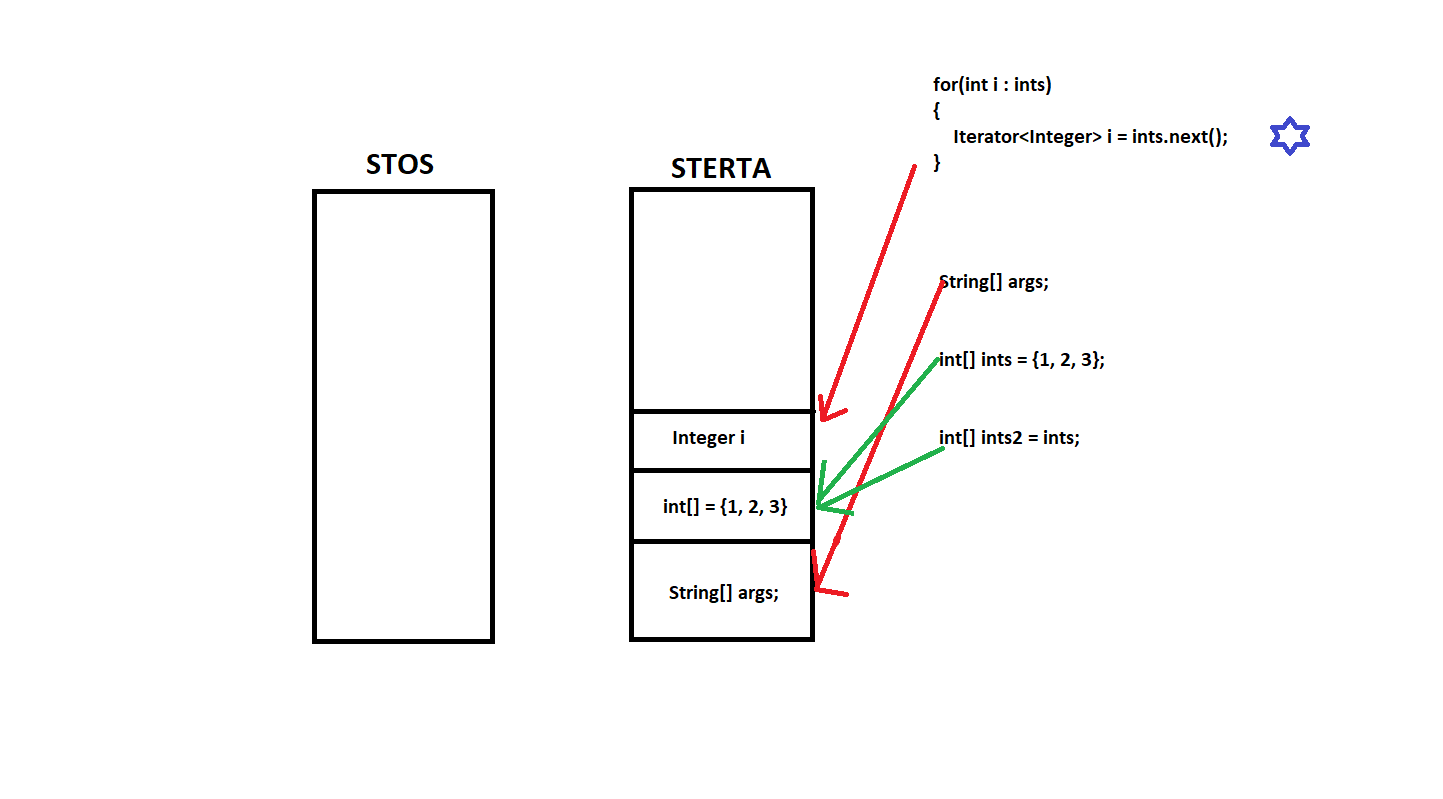 STOS
STERTA
for(int i : ints)
{
Iterator<Integer> i = ints.next();
}
String[] args;
int[] ints = {1, 2, 3};
int[] ints2 = ints;
Integer i
int[] = {1, 2, 3}
String[] args;